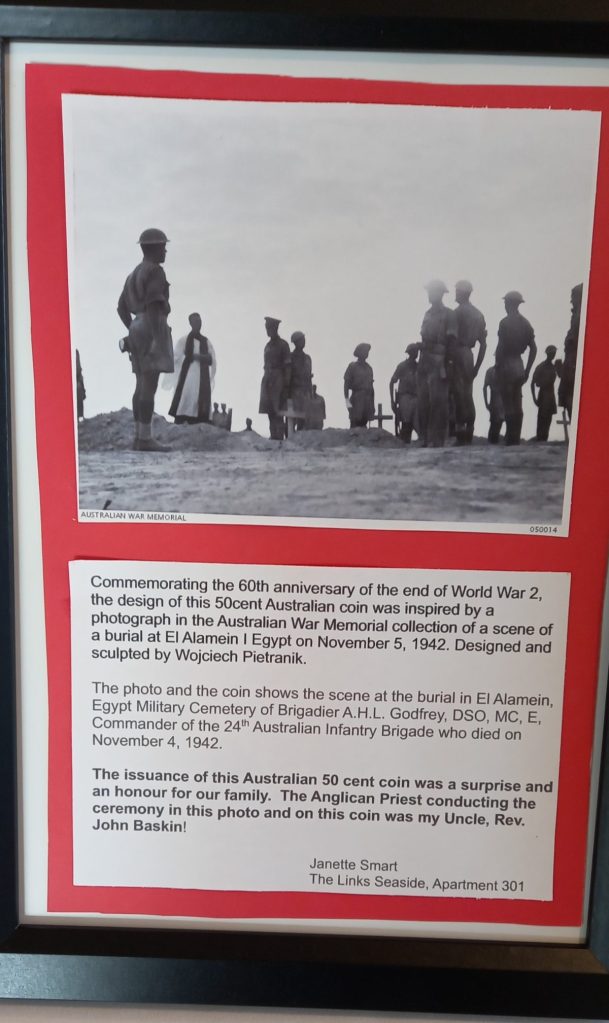 AUSTRALIAN WAR MEMORIAL
050014
Commemorating the 60th anniversary of the end of World War 2,
the design of this 50cent Australian coin was inspired by a
photograph in the Australian War Memorial collection of a scene of
a burial at El Alamein I Egypt on November 5, 1942. Designed and
sculpted by Wojciech Pietranik.
The photo and the coin shows the scene at the burial in El Alamein,
Egypt Military Cemetery of Brigadier A.H.L. Godfrey, DSO, MC, E,
Commander of the 24th Australian Infantry Brigade who died on
November 4, 1942.
The issuance of this Australian 50 cent coin was a surprise and
an honour for our family. The Anglican Priest conducting the
ceremony in this photo and on this coin was my Uncle, Rev.
John Baskin!
Janette Smart
The Links Seaside, Apartment 301